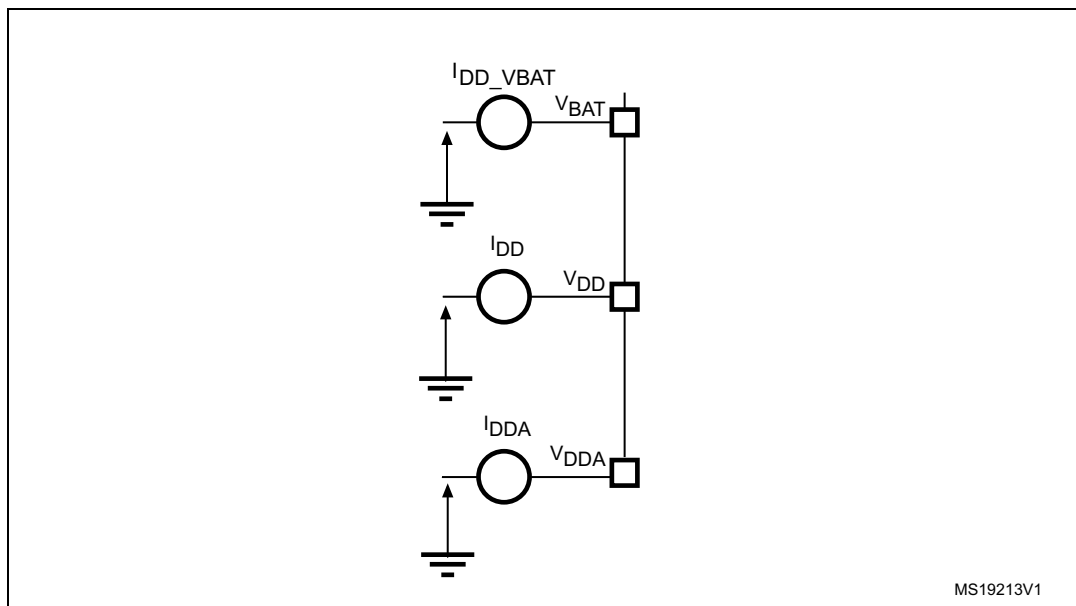 IDD_VBAT
VBAT
IDD
VDD
IDDA
VDDA
MS19213V1